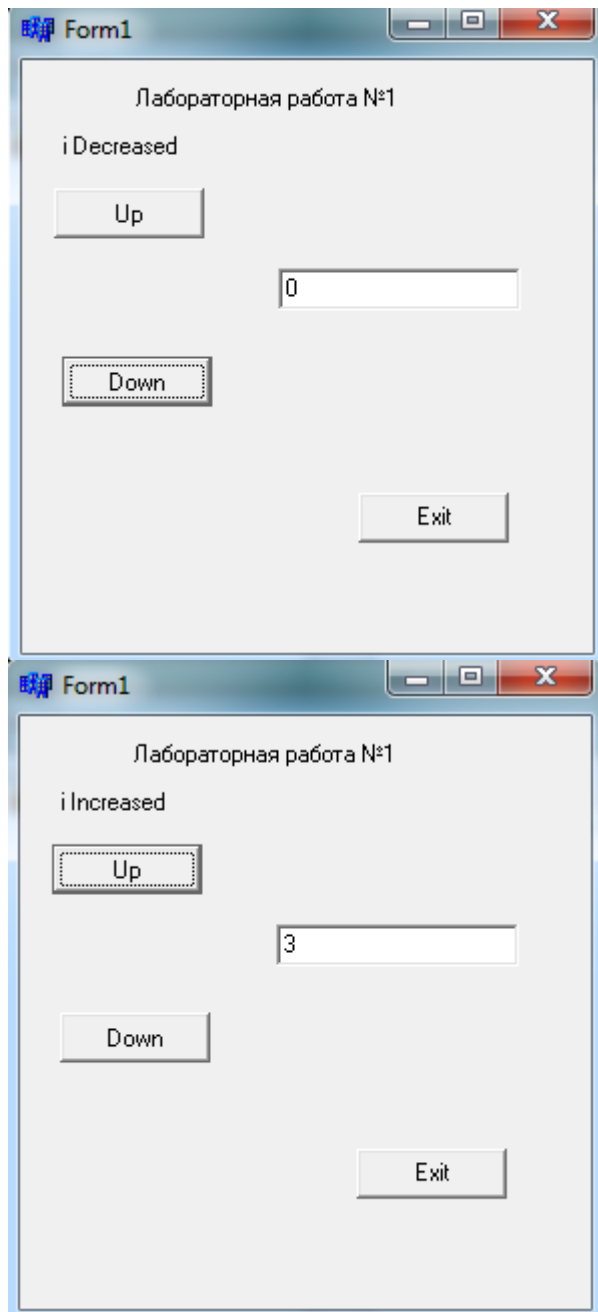 Form1
Лабораторная работа №1
i Decreased
Up
0
Down
Exit
Form1
Лабораторная работа №1
i Increased
Up
3
Down
Exit